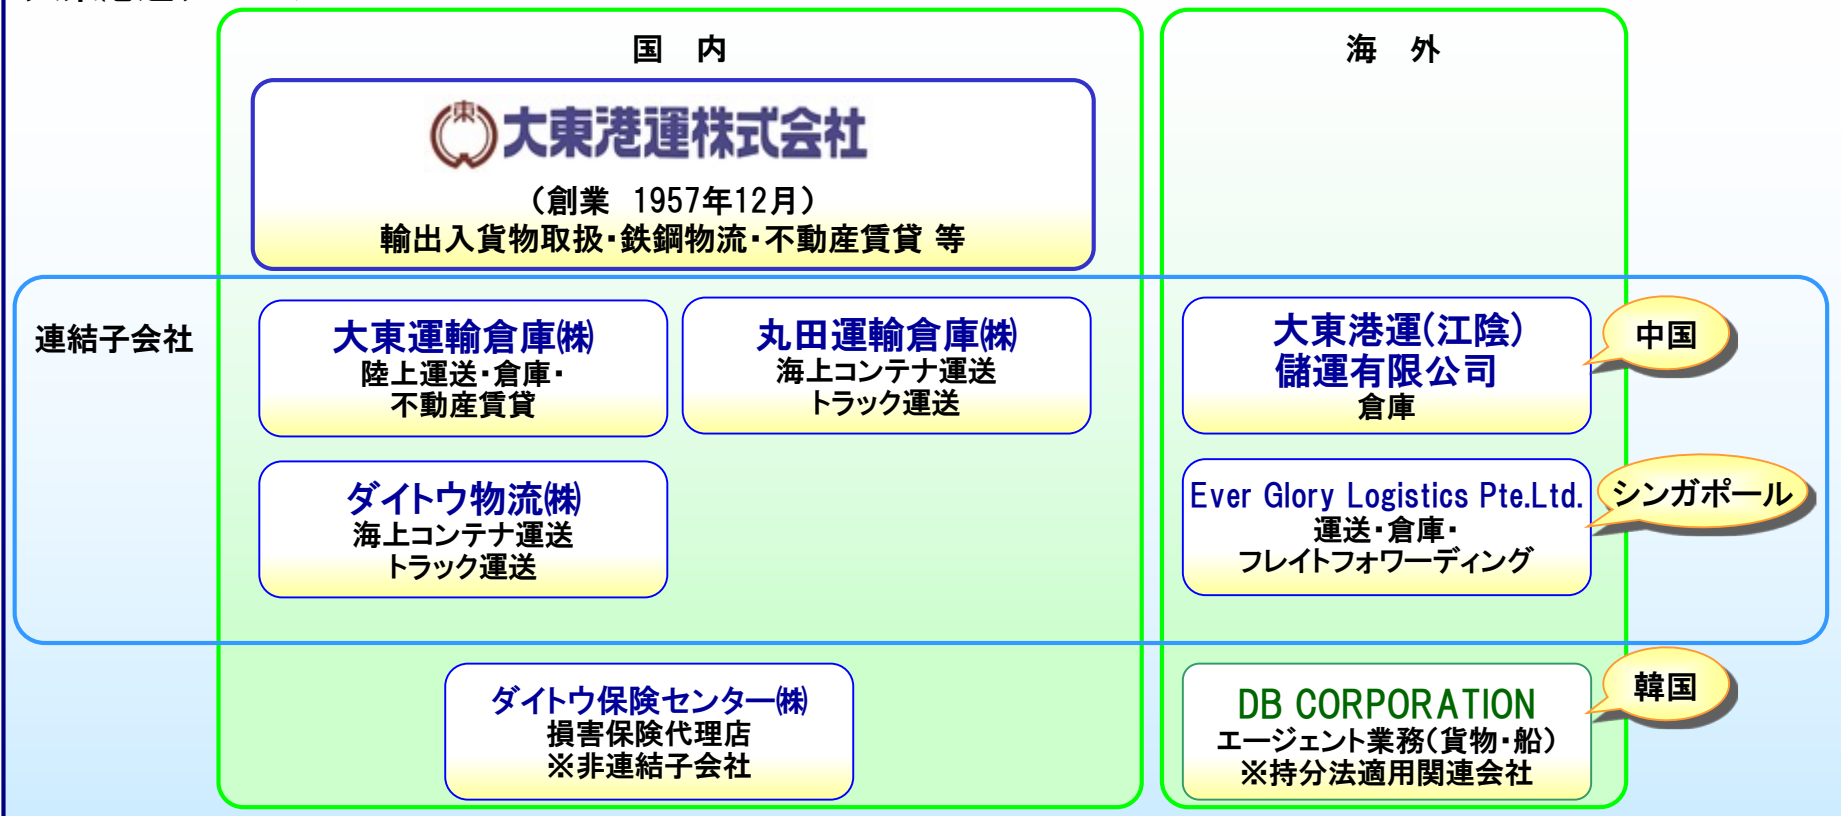 国 内
海 外
東
大東港運株式会社
(創業 1957年12月)
輸出入貨物取扱・鉄鋼物流・不動産賃貸 等
連結子会社
大東運輸倉庫㈱
陸上運送・倉庫・
不動産賃貸
丸田運輸倉庫㈱
海上コンテナ運送
トラック運送
大東港運(江陰)
儲運有限公司
倉庫
中国
ダイトウ物流㈱
海上コンテナ運送
トラック運送
Ever Glory Logistics Pte.Ltd.
運送・倉庫・
フレイトフォワーディング
シンガポール
ダイトウ保険センター㈱
損害保険代理店
※非連結子会社
DB CORPORATION
エージェント業務(貨物・船)
※持分法適用関連会社
韓国